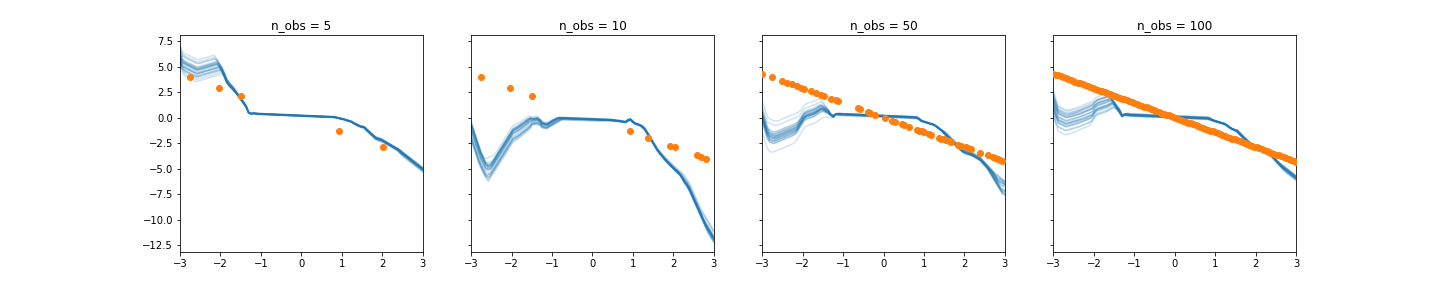 n_obs = 5
n_obs = 10
n_obs = 50
n_obs = 100
7.5
5.0
2.5
0.0
−2.5
−5.0
−7.5
−10.0
−12.5
−3 −2 −1 0 1 2 3
−3 −2 −1 0 1 2 3
−3 −2 −1 0 1 2 3
−3 −2 −1 0 1 2 3